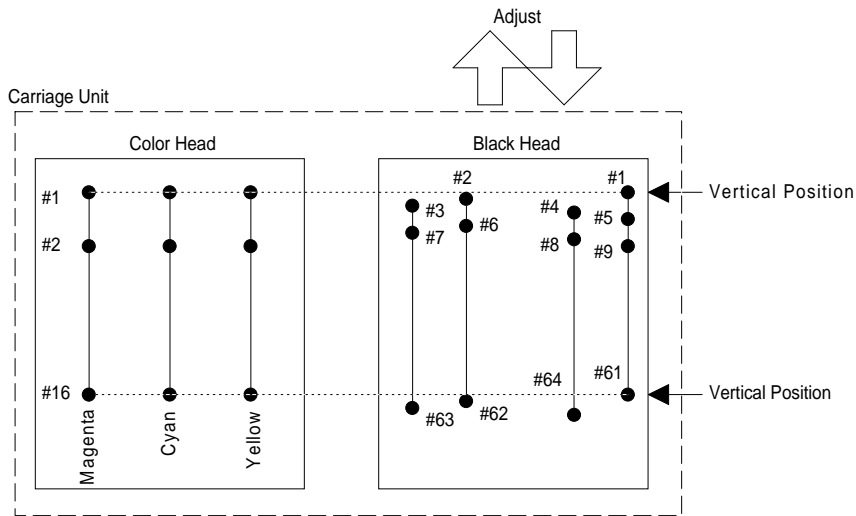 Adjust
Carriage Unit
Color Head
Black Head
#1
#2
#1
Vertical Position
#3
#4
#5
#7
#6
#2
#8
#9
#16
#64
#61
Vertical Position
#63
#62
Magenta
Cyan
Yellow